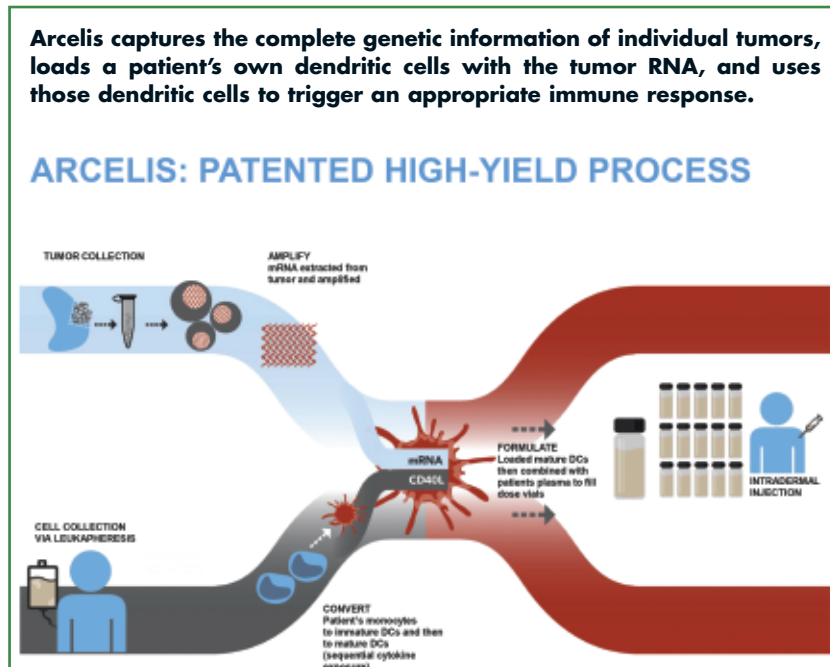 Arcelis captures the complete genetic information of individual tumors,
loads a patient's own dendritic cells with the tumor RNA, and uses
those dendritic cells to trigger an appropriate immune response.
ARCELIS: PATENTED HIGH-YIELD PROCESS
TUMOR COLLECTION
AMPLIFY
mRNA extracted from
tumor and amplified
mRNA
CD40L
FORMULATE
Loaded mature DCs
then combined with
patients plasma to fill
dose vials
INTRADERMAL
INJECTION
CELL COLLECTION
VIA LEUKAPHERESIS
CONVERT
Patient's monocytes
to immature DCs and then
to mature DCs
(sequential cytokine
exposure)